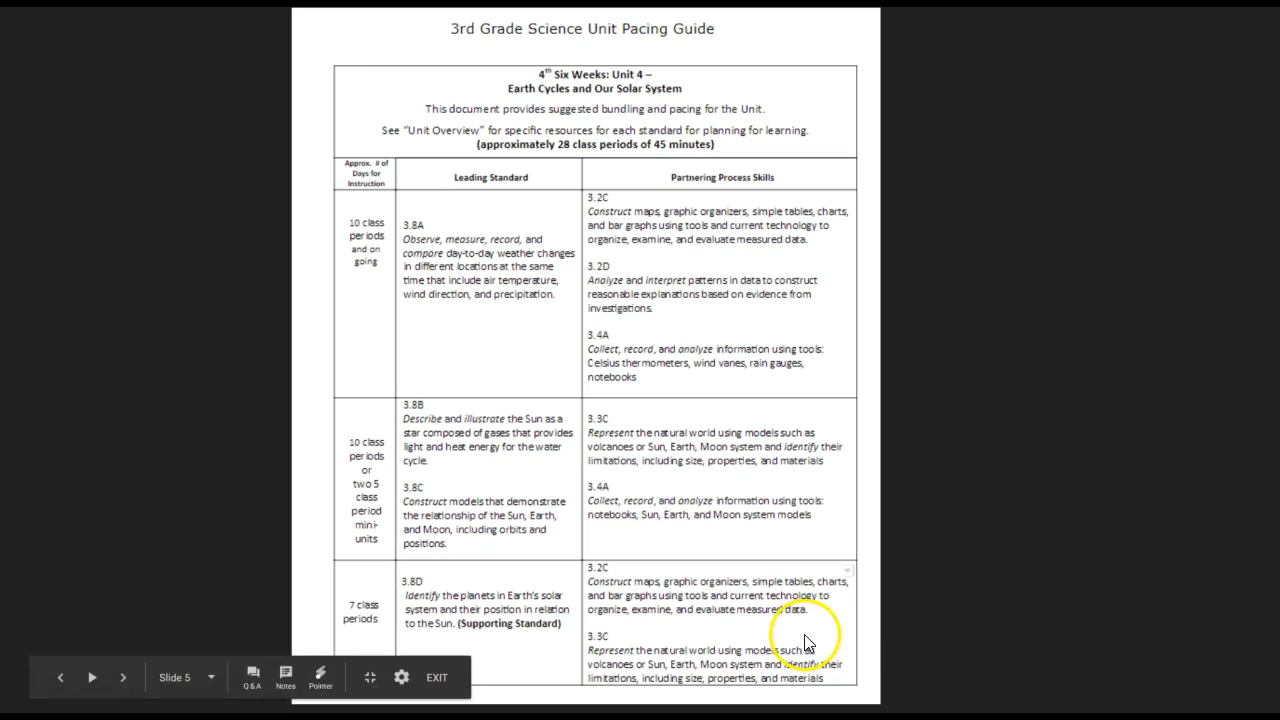 3rd Grade Science Unit Pacing Guide
4th Six Weeks: Unit 4 –
Earth Cycles and Our Solar System
This document provides suggested bundling and pacing for the Unit.
See "Unit Overview" for specific resources for each standard for planning for learning.
(approximately 28 class periods of 45 minutes)
Approx. # of
Days for
Instruction
Leading Standard
Partnering Process Skills
10 class
periods
and on
going
3.8A
Observe, measure, record, and
compare day-to-day weather changes
in different locations at the same
time that include air temperature,
wind direction, and precipitation.
3.2C
Construct maps, graphic organizers, simple tables, charts,
and bar graphs using tools and current technology to
organize, examine, and evaluate measured data.
3.2D
Analyze and interpret patterns in data to construct
reasonable explanations based on evidence from
investigations.
3.4A
Collect, record, and analyze information using tools:
Celsius thermometers, wind vanes, rain gauges,
notebooks
10 class
periods
or
two 5
class
period
mini-
units
3.8B
Describe and illustrate the Sun as a
star composed of gases that provides
light and heat energy for the water
cycle.
3.8C
Construct models that demonstrate
the relationship of the Sun, Earth,
and Moon, including orbits and
positions.
3.3C
Represent the natural world using models such as
volcanoes or Sun, Earth, Moon system and identify their
limitations, including size, properties, and materials
3.4A
Collect, record, and analyze information using tools:
notebooks, Sun, Earth, and Moon system models
7 class
periods
3.8D
Identify the planets in Earth's solar
system and their position in relation
to the Sun. (Supporting Standard)
3.2C
Construct maps, graphic organizers, simple tables, charts,
and bar graphs using tools and current technology to
organize, examine, and evaluate measured data.
3.3C
Represent the natural world using models such as
volcanoes or Sun, Earth, Moon system and identify their
limitations, including size, properties, and materials
Slide 5
Q&A
Notes
Pointer
EXIT